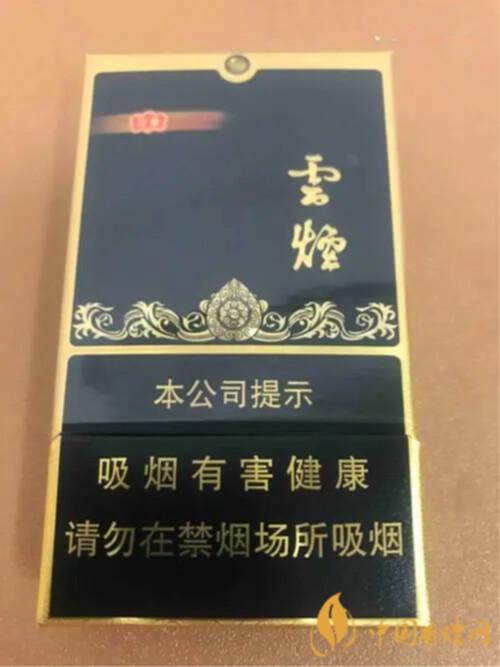 雲
煙
本公司提示
吸烟有害健康
请勿在禁烟场所吸烟